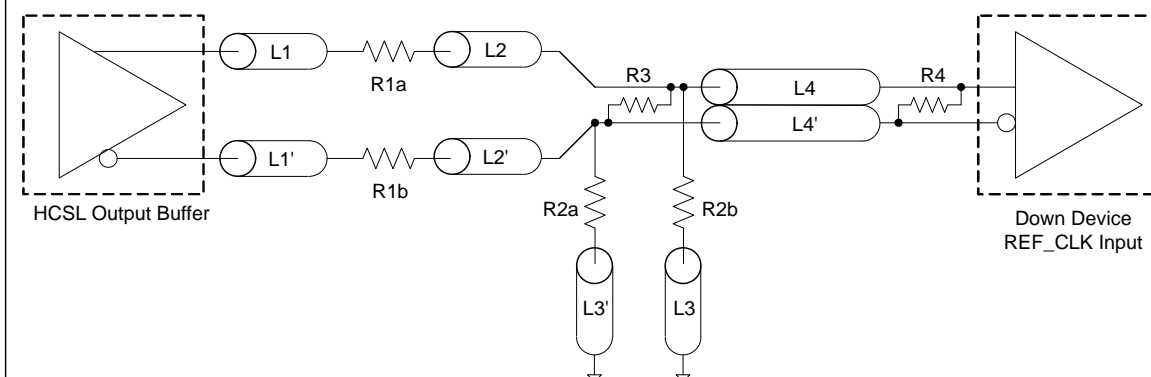 L1
R1a
L2
R3
L4
R4
L4'
L1'
R1b
L2'
HCSL Output Buffer
R2a
R2b
Down Device
REF_CLK Input
L3'
L3